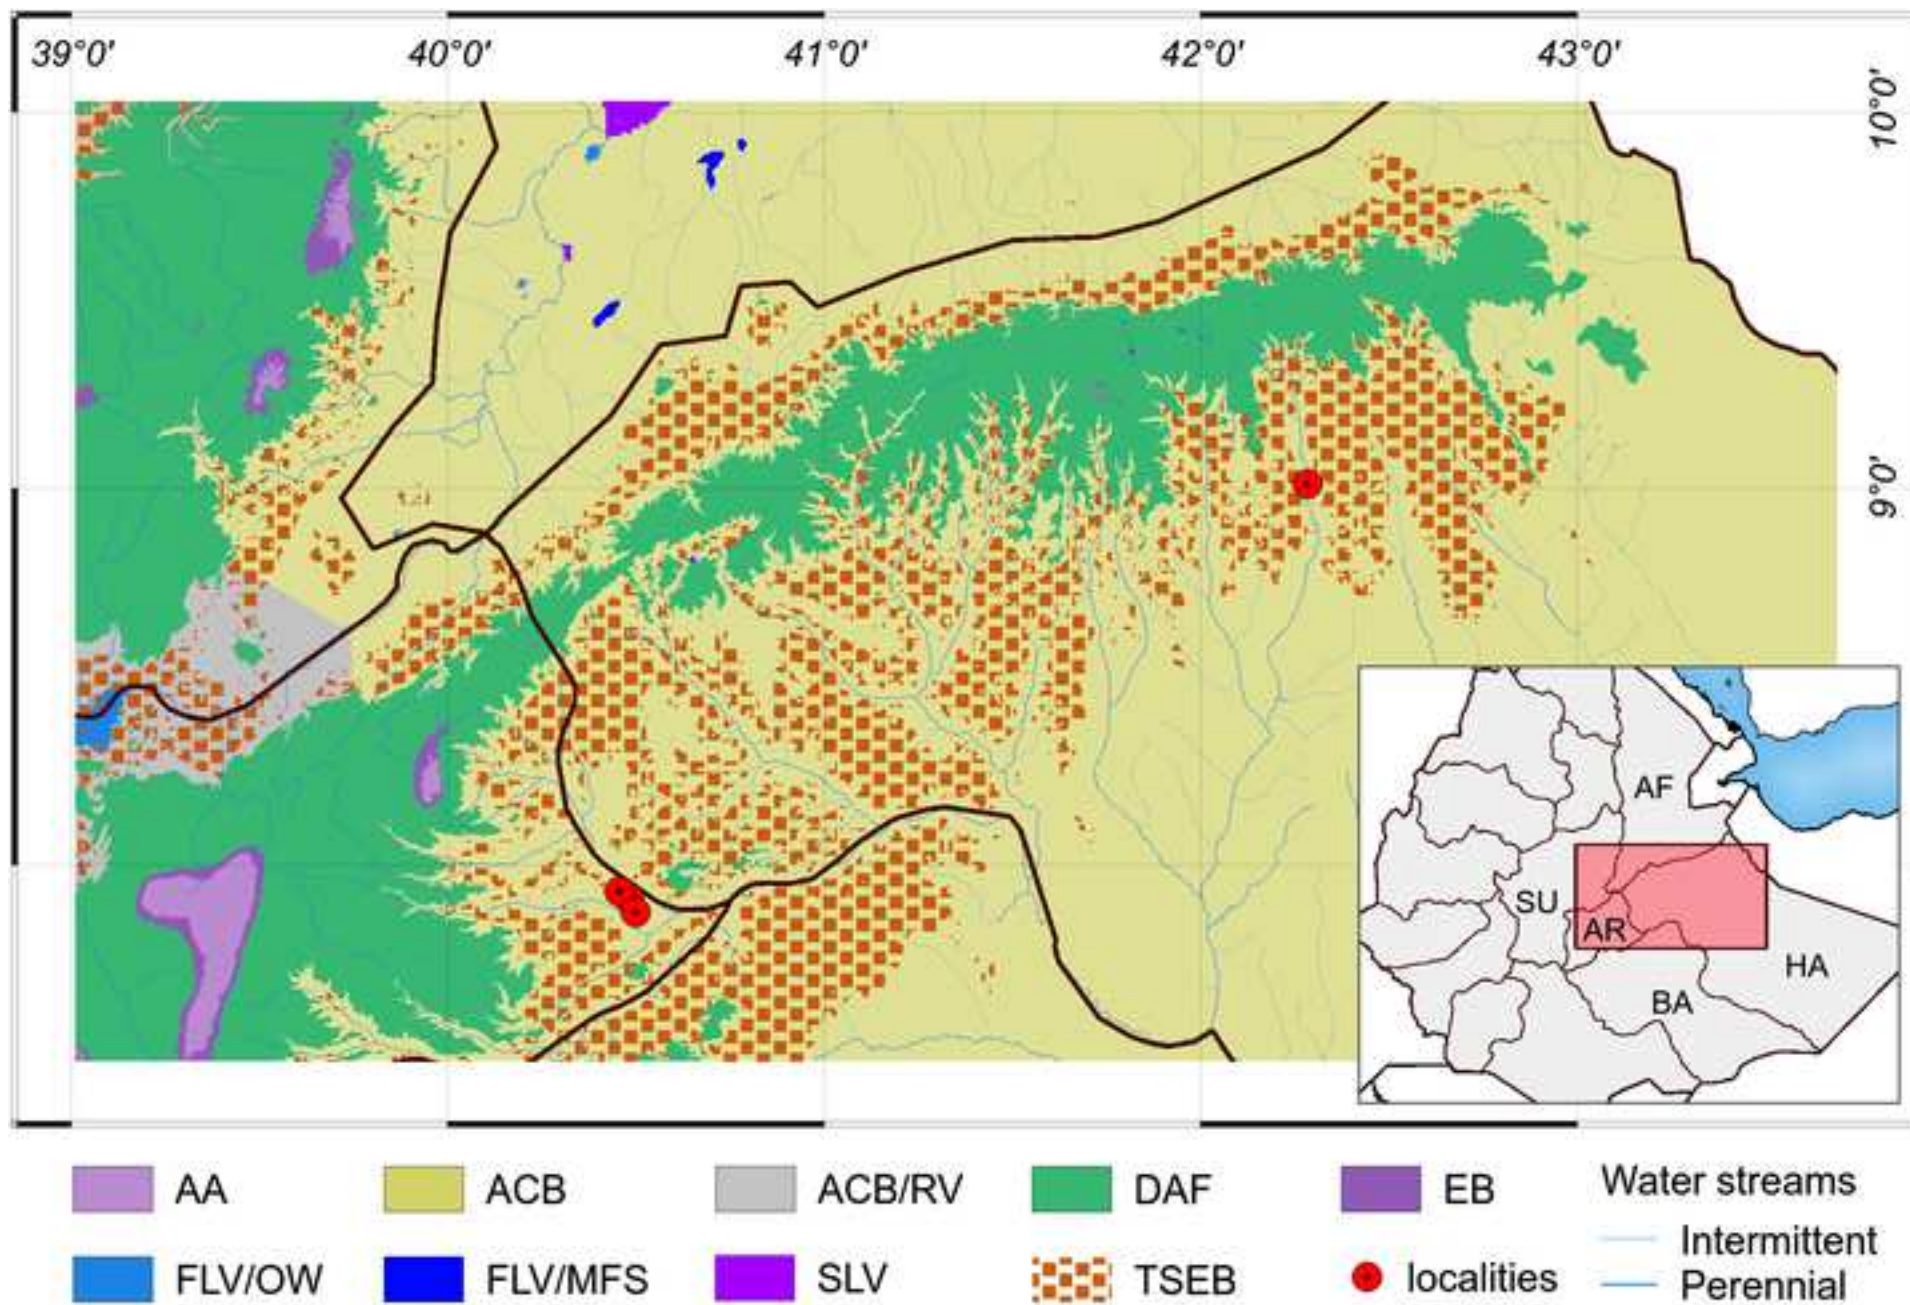 39°0' 40°0' 41°0' 42°0' 43°0'
10°0'
9°0'
AF
SU
AR
HA
BA
AA ACB ACB/RV DAF EB Water streams
Intermittent
FLV/OW FLV/MFS SLV TSEB localities
Perennial